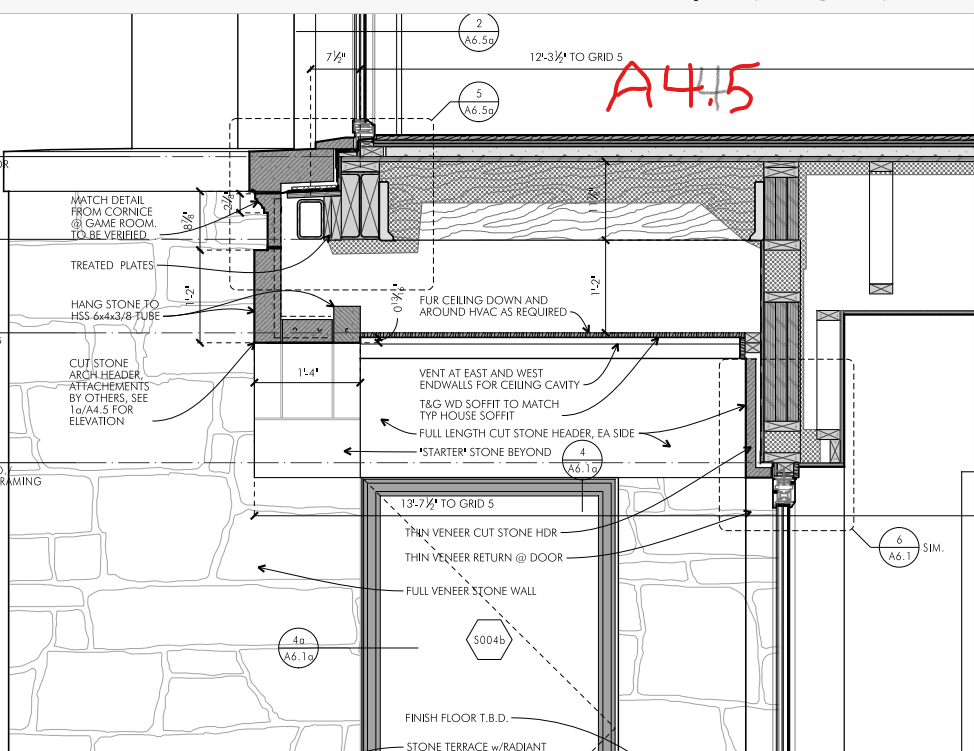 2
A6.5a
7½"
12'-3½" TO GRID 5
A4.5
5
A6.5a
OR
MATCH DETAIL
FROM CORNICE
@ GAME ROOM.
TO BE VERIFIED
8⅞"
2⅞"
TREATED PLATES
1'-2"
1'-2"
0 13/16"
HANG STONE TO
HSS 6x4x3/8 TUBE
FUR CEILING DOWN AND
AROUND HVAC AS REQUIRED
CUT STONE
ARCH HEADER,
ATTACHEMENTS
BY OTHERS, SEE
1a/A4.5 FOR
ELEVATION
1'-4"
VENT AT EAST AND WEST
ENDWALLS FOR CEILING CAVITY
T&G WD SOFFIT TO MATCH
TYP HOUSE SOFFIT
FULL LENGTH CUT STONE HEADER, EA SIDE
'STARTER' STONE BEYOND
4
A6.1a
RAMING
13'-7½" TO GRID 5
THIN VENEER CUT STONE HDR
THIN VENEER RETURN @ DOOR
6
A6.1
SIM.
FULL VENEER STONE WALL
4a
A6.1a
S004b
FINISH FLOOR T.B.D.
STONE TERRACE w/RADIANT